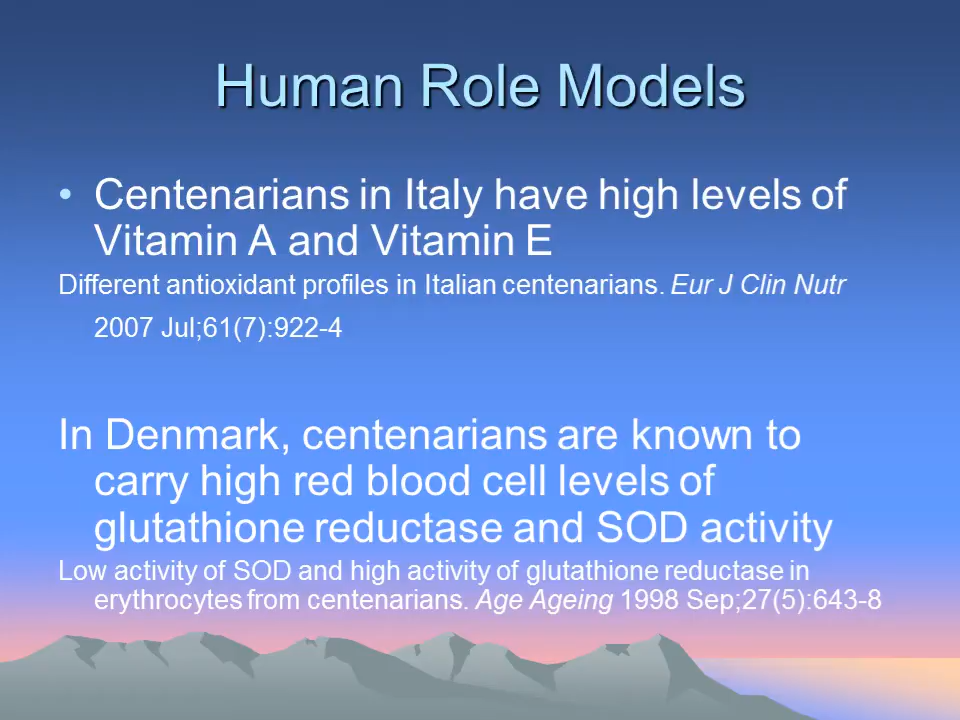 Human Role Models
• Centenarians in Italy have high levels of
Vitamin A and Vitamin E
Different antioxidant profiles in Italian centenarians. Eur J Clin Nutr
2007 Jul;61(7):922-4
In Denmark, centenarians are known to
carry high red blood cell levels of
glutathione reductase and SOD activity
Low activity of SOD and high activity of glutathione reductase in
erythrocytes from centenarians. Age Ageing 1998 Sep;27(5):643-8